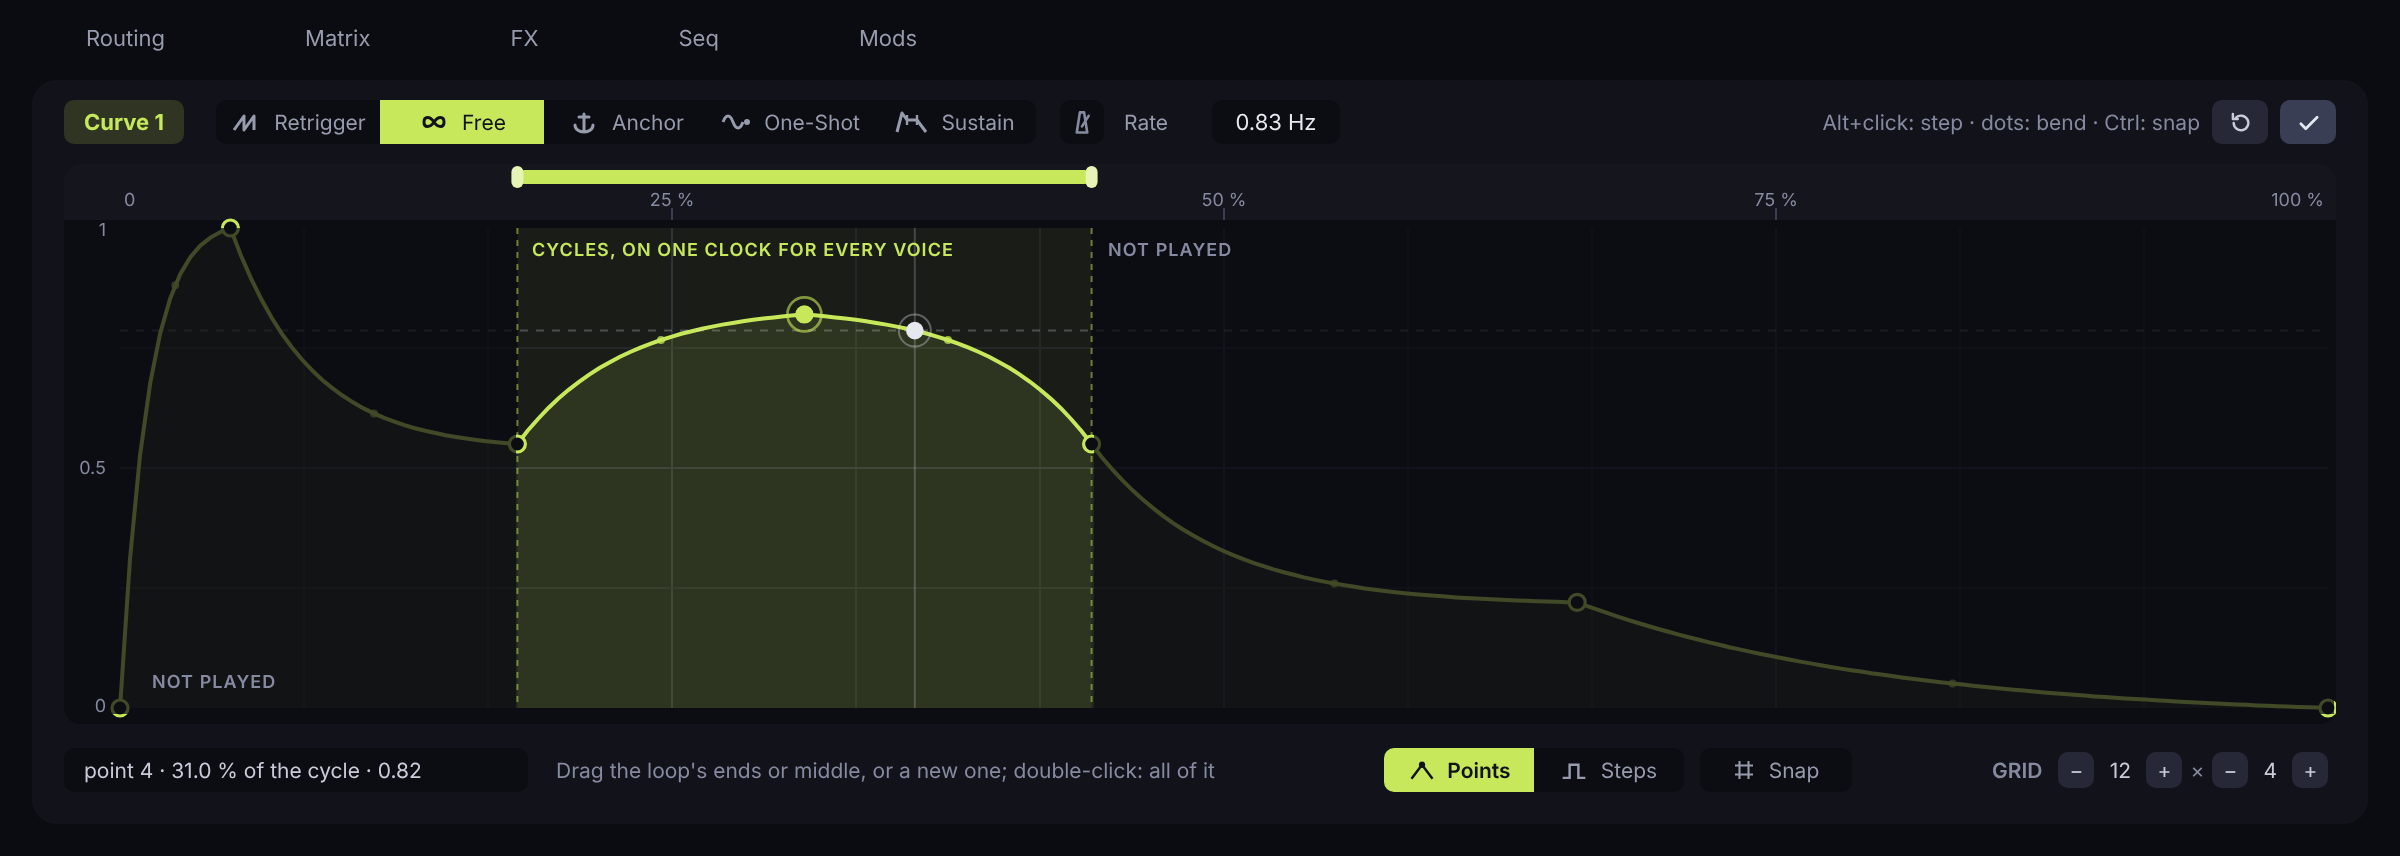 Routing Matrix FX Seq Mods
Curve 1 Retrigger Free Anchor One-Shot Sustain Rate 0.83 Hz Alt+click: step · dots: bend · Ctrl: snap
0 25 % 50 % 75 % 100 %
1
CYCLES, ON ONE CLOCK FOR EVERY VOICE NOT PLAYED
0.5
NOT PLAYED
0
point 4 · 31.0 % of the cycle · 0.82 Drag the loop's ends or middle, or a new one; double-click: all of it Points Steps Snap GRID − 12 + × − 4 +